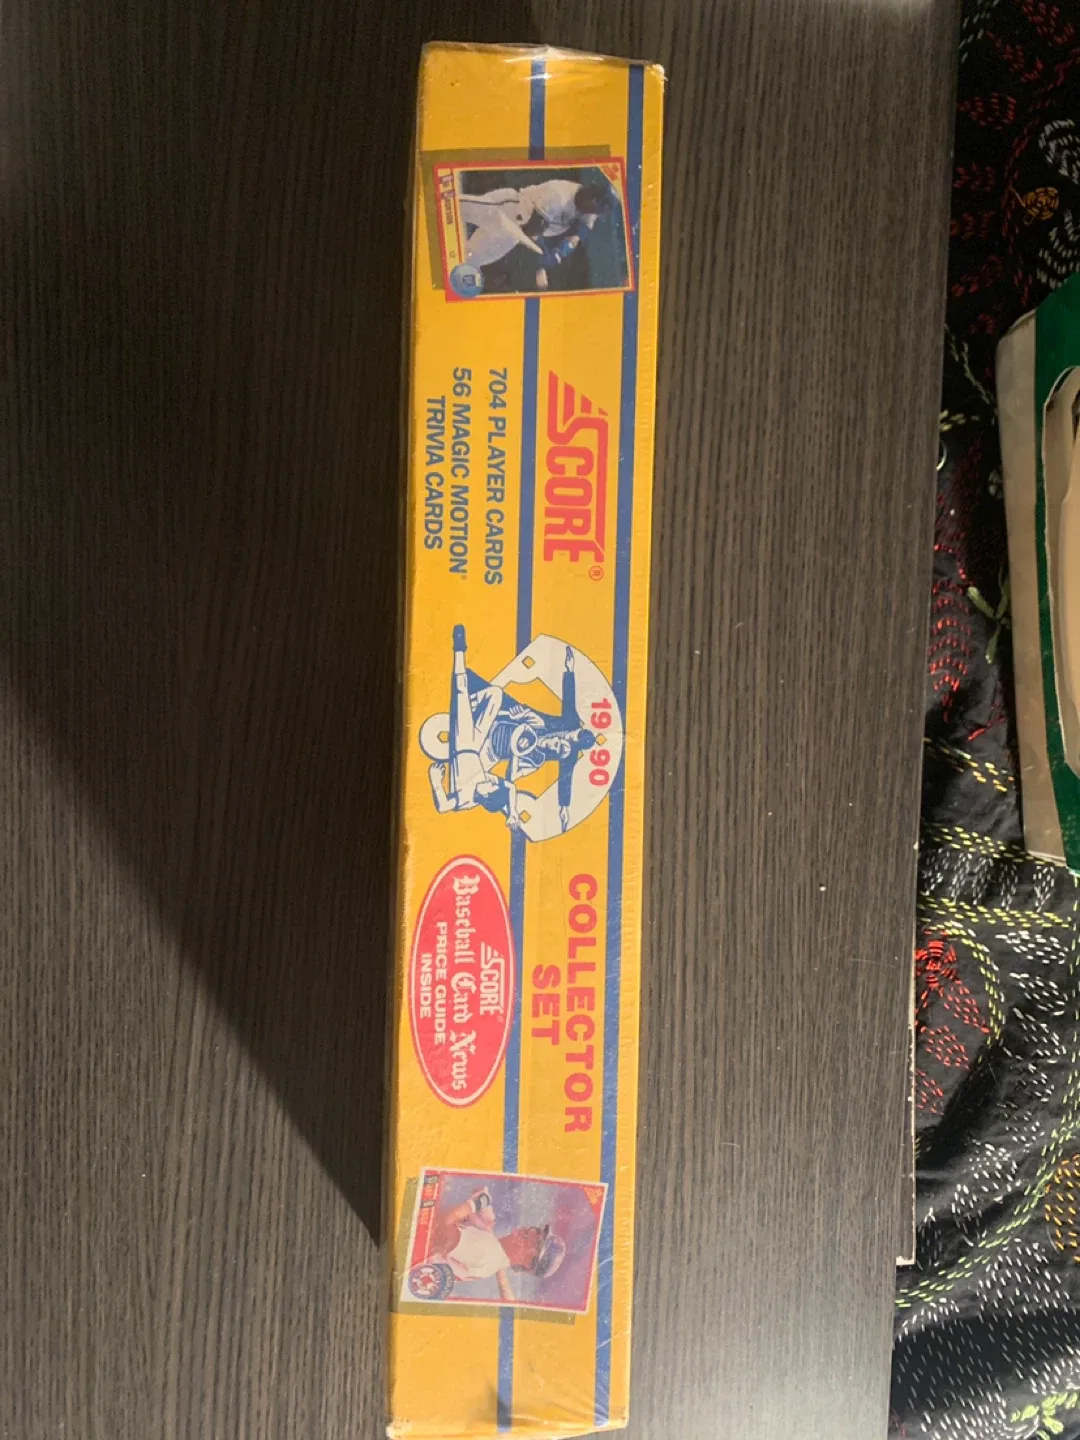 SCORE®
704 PLAYER CARDS
56 MAGIC MOTION®
TRIVIA CARDS
19 90
COLLECTOR
SET
SCORE®
Baseball Card News
PRICE GUIDE
INSIDE